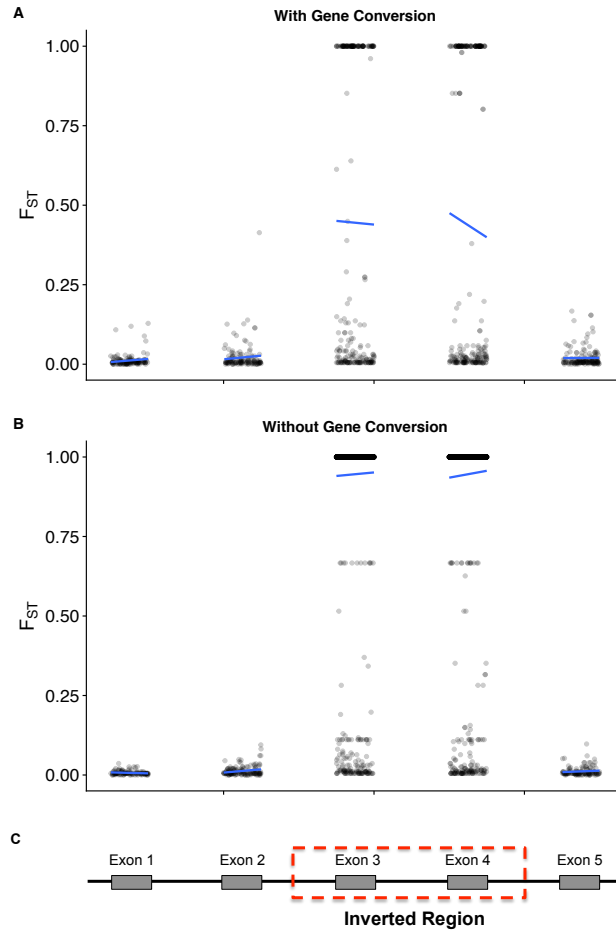 A
With Gene Conversion
1.00
0.75
0.50
0.25
0.00
FST
B
Without Gene Conversion
1.00
0.75
0.50
0.25
0.00
FST
C
Exon 1 Exon 2 Exon 3 Exon 4 Exon 5
Inverted Region